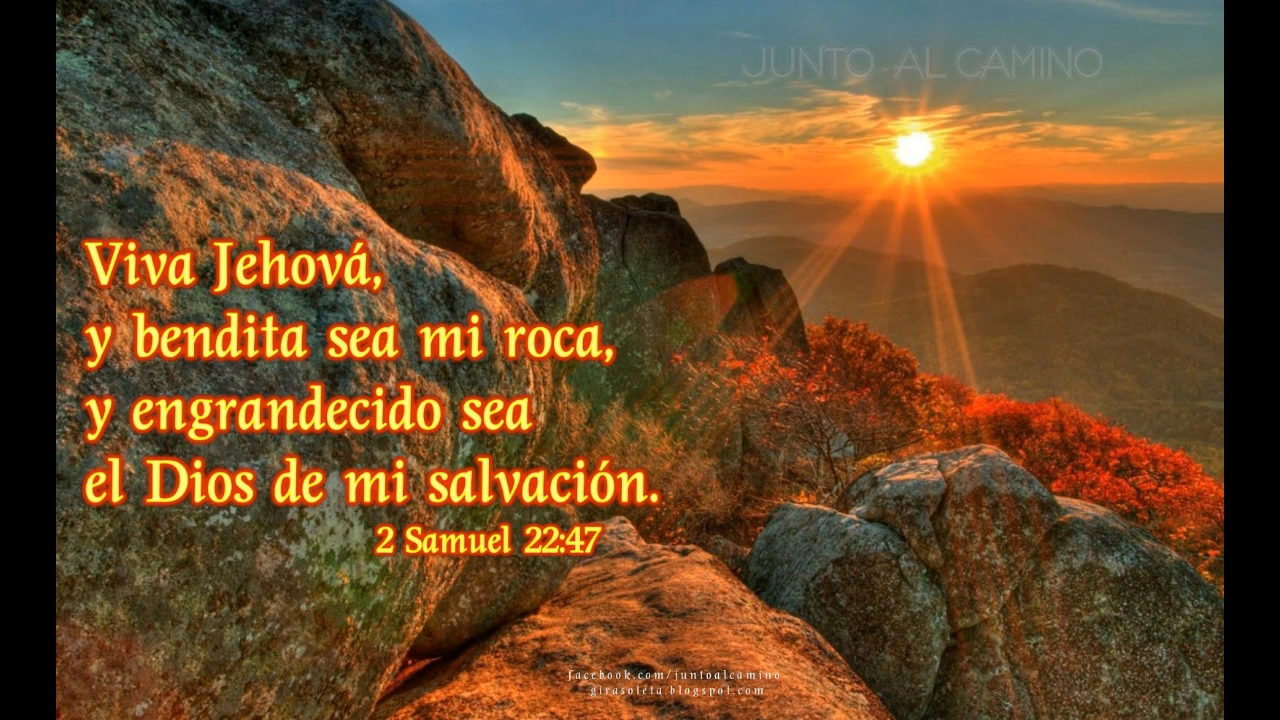 JUNTO AL CAMINO
Viva Jehová,
y bendita sea mi roca,
y engrandecido sea
el Dios de mi salvación.
2 Samuel 22:47
facebook.com/juntoalcamino
girasoleta.blogspot.com